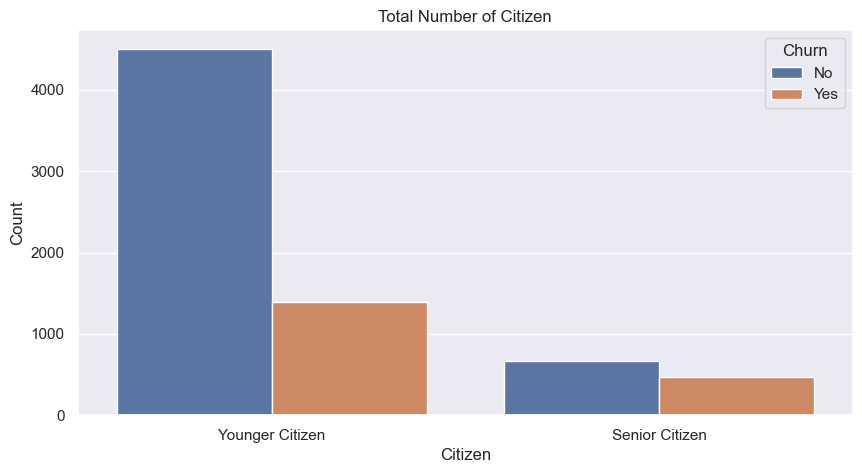 Total Number of Citizen
Churn
No
Yes
4000
3000
2000
1000
0
Count
Younger Citizen
Senior Citizen
Citizen